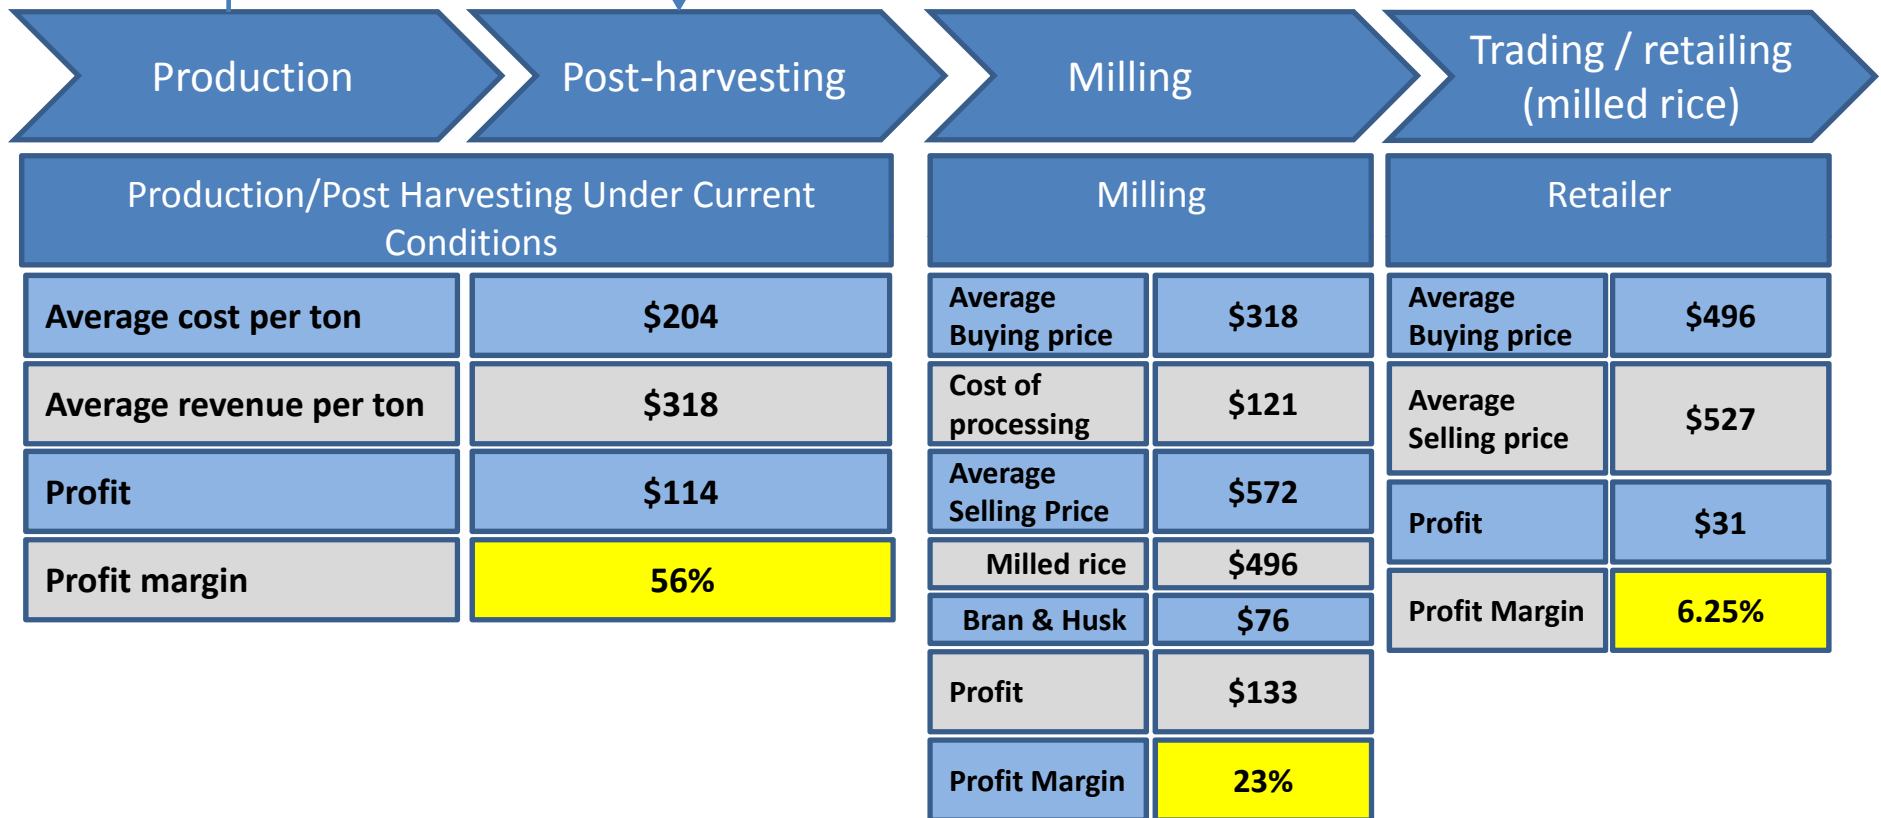 Production
Post-harvesting
Milling
Trading / retailing
(milled rice)
Production/Post Harvesting Under Current
Conditions
Average cost per ton
$204
Average revenue per ton
$318
Profit
$114
Profit margin
56%
Milling
Average
Buying price
$318
Cost of
processing
$121
Average
Selling Price
$572
Milled rice
$496
Bran & Husk
$76
Profit
$133
Profit Margin
23%
Retailer
Average
Buying price
$496
Average
Selling price
$527
Profit
$31
Profit Margin
6.25%